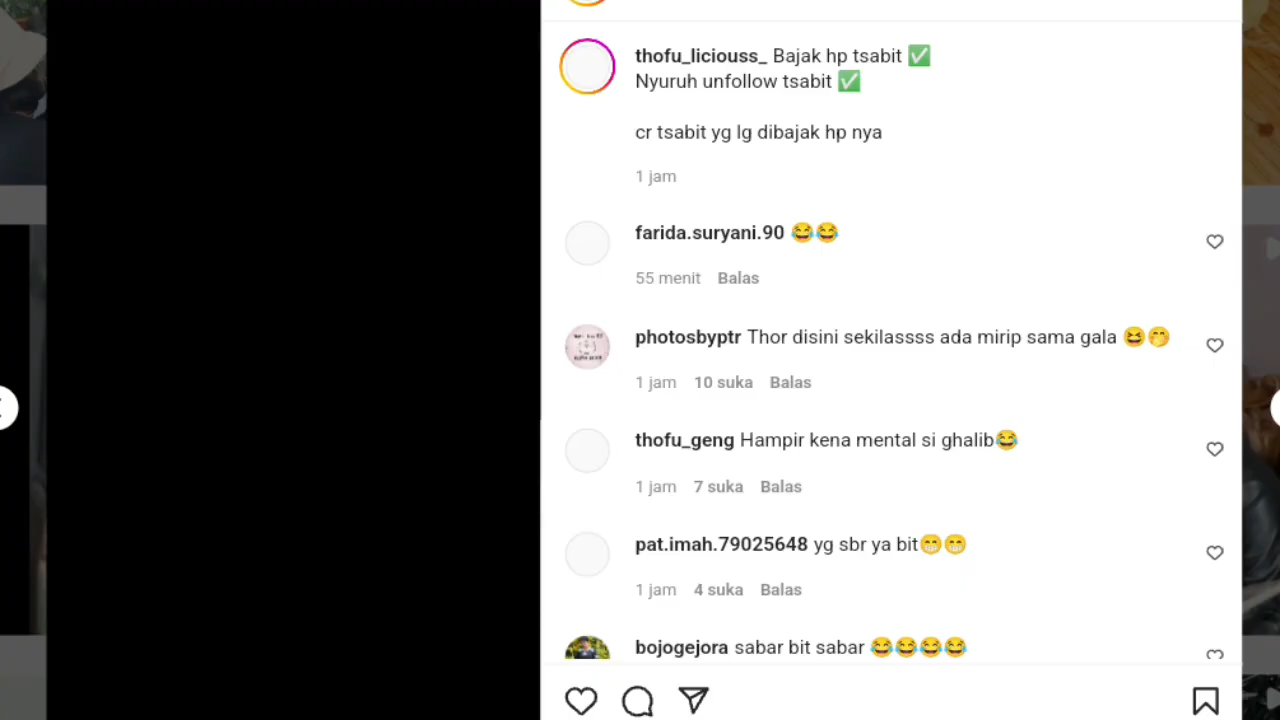 thofu_liciouss_ Bajak hp tsabit ✅
Nyuruh unfollow tsabit ✅
cr tsabit yg lg dibajak hp nya
1 jam
farida.suryani.90 😂😂
55 menit Balas
photosbyptr Thor disini sekilassss ada mirip sama gala 😆🤭
1 jam 10 suka Balas
thofu_geng Hampir kena mental si ghalib😂
1 jam 7 suka Balas
pat.imah.79025648 yg sbr ya bit😁😁
1 jam 4 suka Balas
bojogejora sabar bit sabar 😂😂😂😂